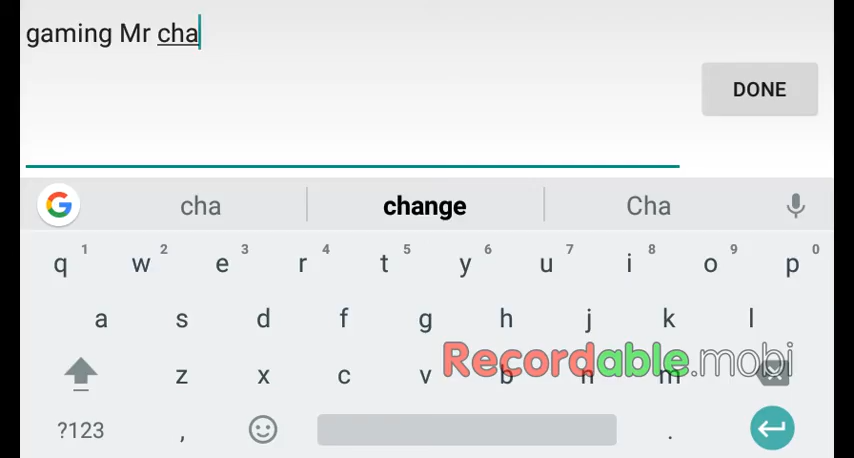 gaming Mr cha
DONE
G cha change Cha
1 2 3 4 5 6 7 8 9 0
q w e r t y u i o p
a s d f g h j k l
Recordable.mobi
z x c v b n m
?123 , .